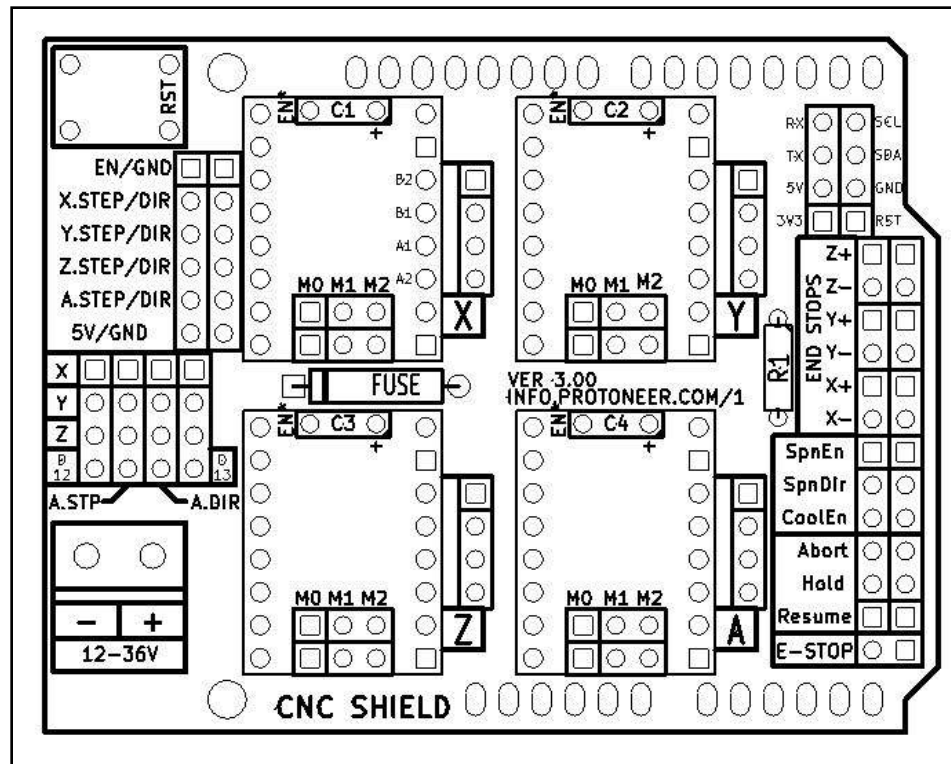 RST
EN* C1 +
EN* C2 +
RX SCL
TX SDA
5V GND
3V3 RST
EN/GND
X.STEP/DIR
Y.STEP/DIR
Z.STEP/DIR
A.STEP/DIR
5V/GND
B2
B1
A1
A2
M0 M1 M2
X
M0 M1 M2
Y
END STOPS
Z+
Z-
Y+
Y-
X+
X-
R1
X
Y
Z
D 12
D 13
A.STP A.DIR
FUSE
VER 3.00
INFO.PROTONEER.COM/1
EN* C3 +
EN* C4 +
SpnEn
SpnDir
CoolEn
Abort
Hold
Resume
E-STOP
- +
12-36V
M0 M1 M2
Z
M0 M1 M2
A
CNC SHIELD